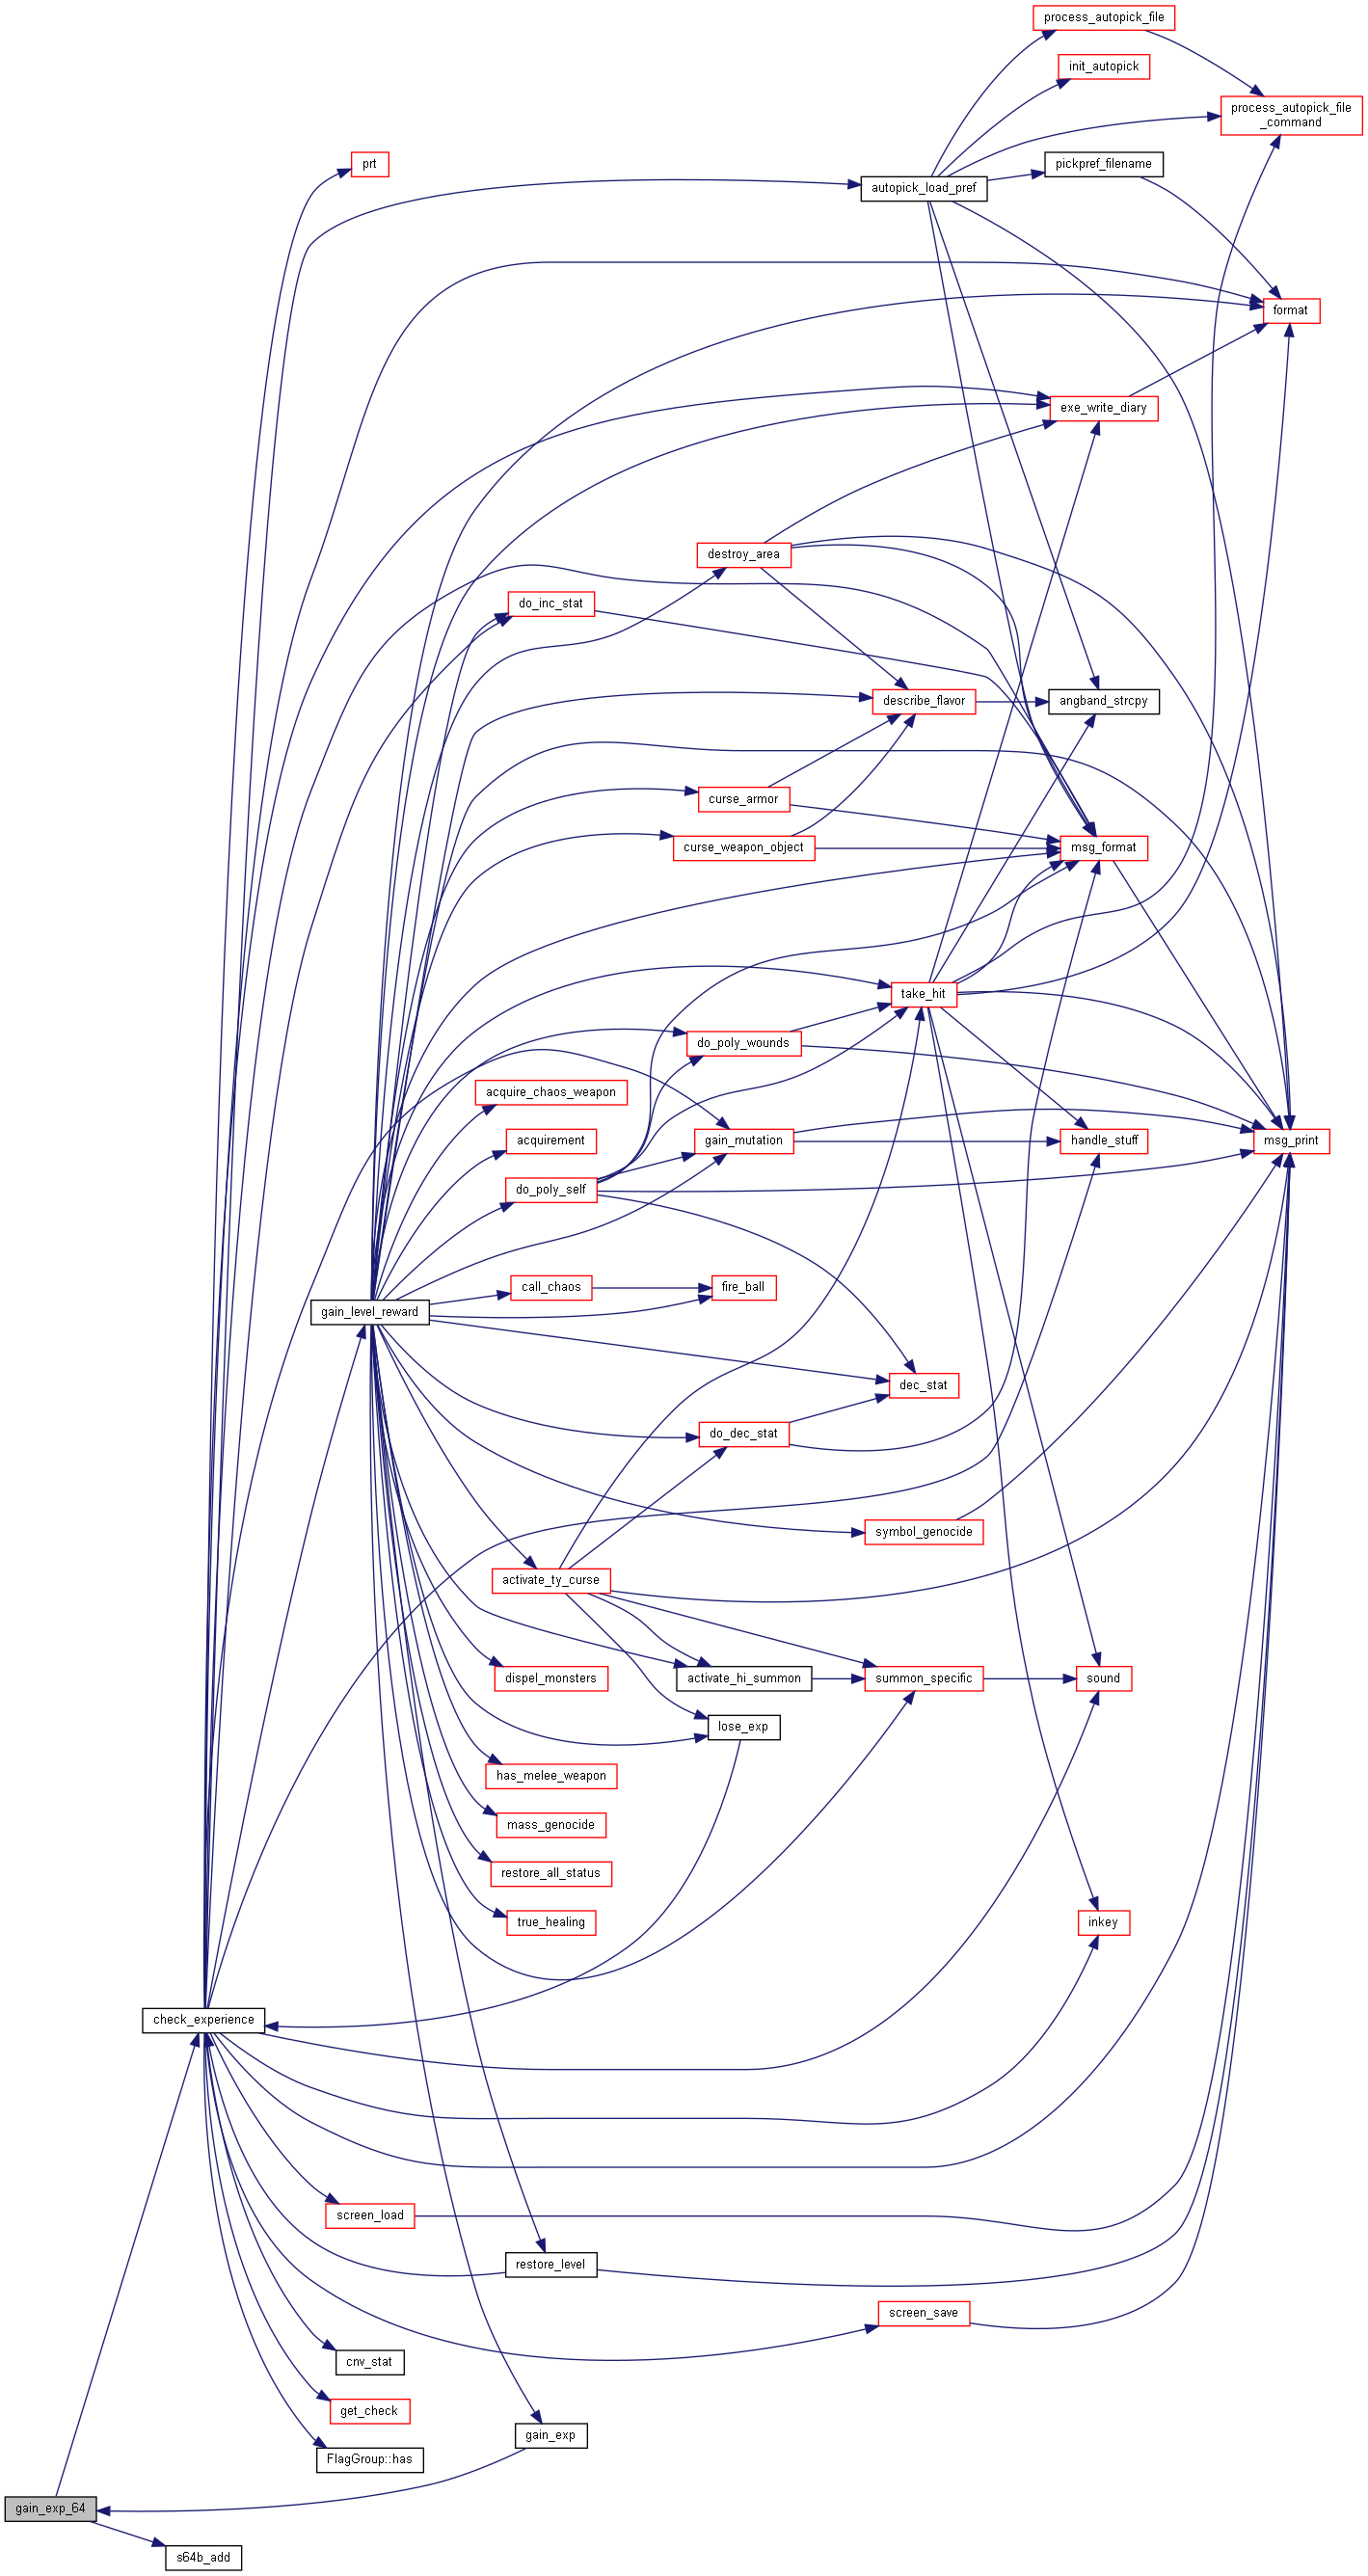 process_autopick_file
init_autopick
process_autopick_file
_command
prt
pickpref_filename
autopick_load_pref
format
exe_write_diary
destroy_area
do_inc_stat
describe_flavor
angband_strcpy
curse_armor
curse_weapon_object
msg_format
take_hit
do_poly_wounds
acquire_chaos_weapon
acquirement
gain_mutation
handle_stuff
msg_print
do_poly_self
call_chaos
fire_ball
gain_level_reward
dec_stat
do_dec_stat
symbol_genocide
activate_ty_curse
dispel_monsters
activate_hi_summon
summon_specific
sound
lose_exp
has_melee_weapon
mass_genocide
restore_all_status
true_healing
inkey
check_experience
screen_load
restore_level
screen_save
cnv_stat
get_check
gain_exp
FlagGroup::has
gain_exp_64
s64b_add